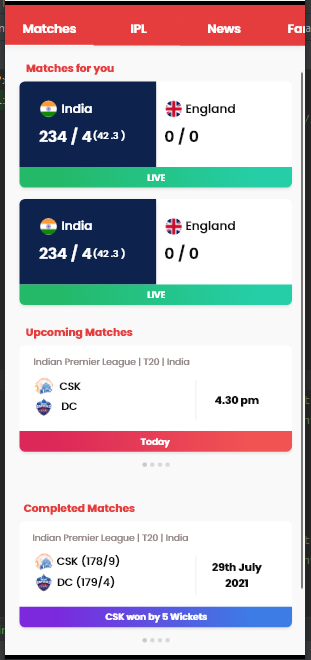 Matches IPL News Fa
Matches for you
India England
234 / 4(42 .3 ) 0 / 0
LIVE
India England
234 / 4(42 .3 ) 0 / 0
LIVE
Upcoming Matches
Indian Premier League | T20 | India
CSK
DC
4.30 pm
Today
Completed Matches
Indian Premier League | T20 | India
CSK (178/9)
DC (179/4)
29th July
2021
CSK won by 5 Wickets